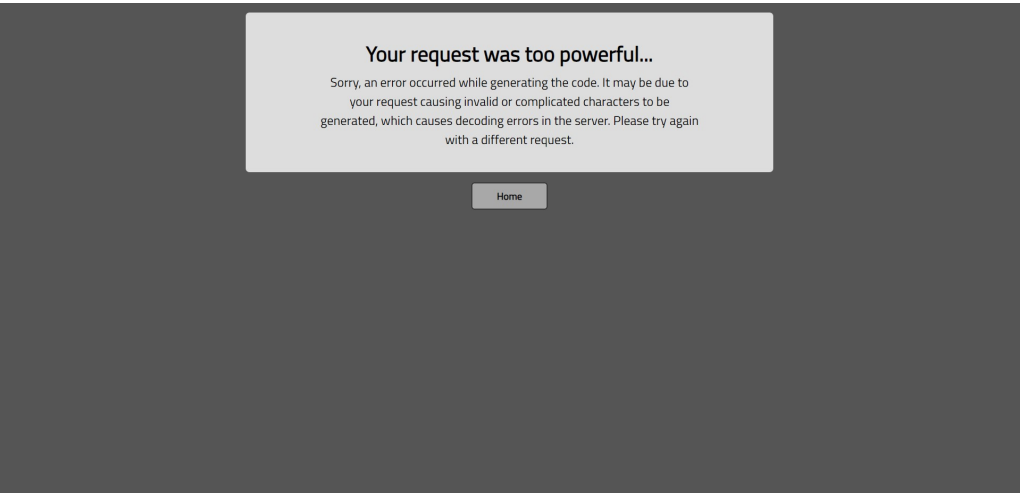 Your request was too powerful...
Sorry, an error occurred while generating the code. It may be due to
your request causing invalid or complicated characters to be
generated, which causes decoding errors in the server. Please try again
with a different request.
Home